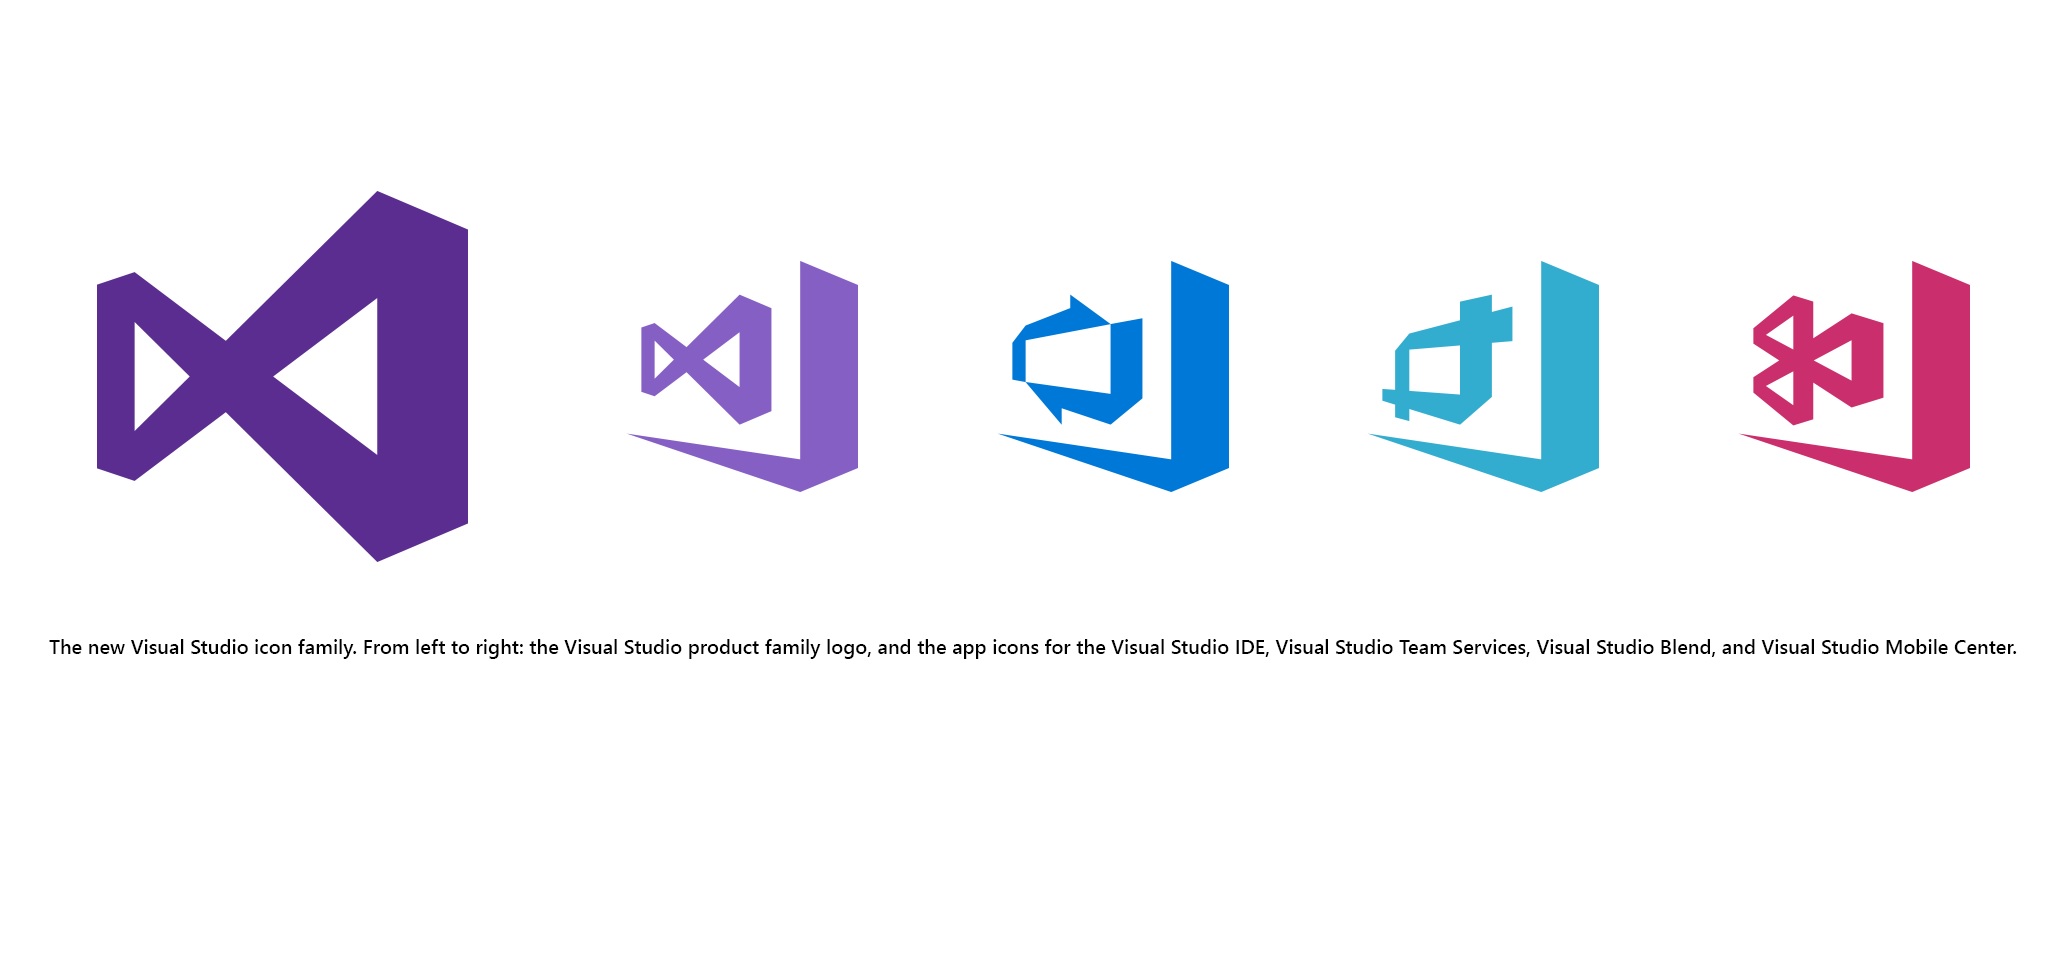 The new Visual Studio icon family. From left to right: the Visual Studio product family logo, and the app icons for the Visual Studio IDE, Visual Studio Team Services, Visual Studio Blend, and Visual Studio Mobile Center.